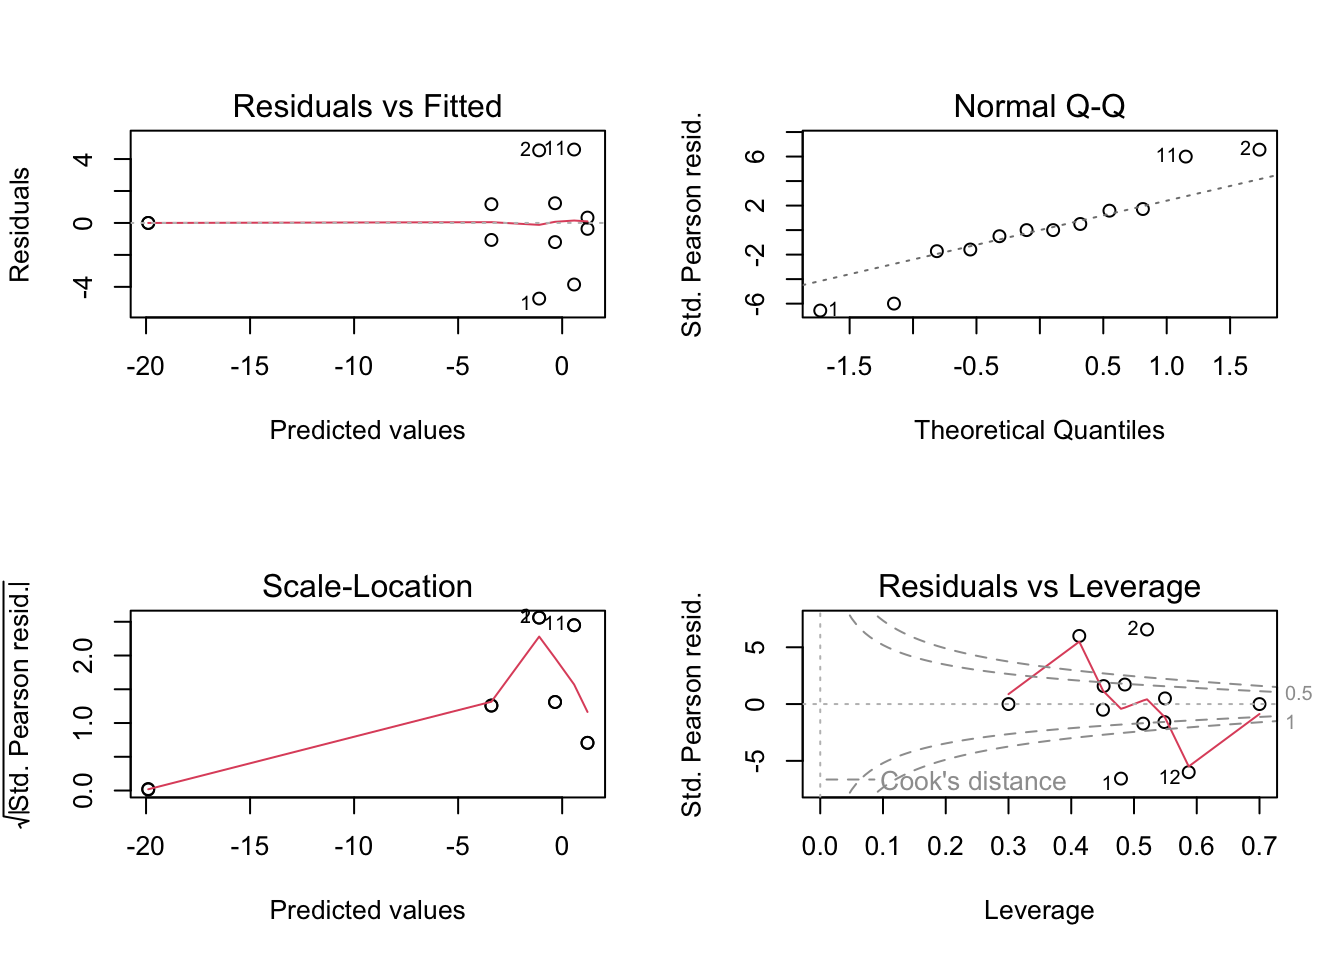 Residuals vs Fitted
Residuals
4
0
-4
2
11
1
-20 -15 -10 -5 0
Predicted values
Normal Q-Q
Std. Pearson resid.
6
2
-2
-6
11
2
1
-1.5 -0.5 0.5 1.0 1.5
Theoretical Quantiles
Scale-Location
√|Std. Pearson resid.|
2.0
1.0
0.0
2
1
11
-20 -15 -10 -5 0
Predicted values
Residuals vs Leverage
Std. Pearson resid.
5
0
-5
2
1
12
Cook's distance
0.5
1
0.0 0.1 0.2 0.3 0.4 0.5 0.6 0.7
Leverage